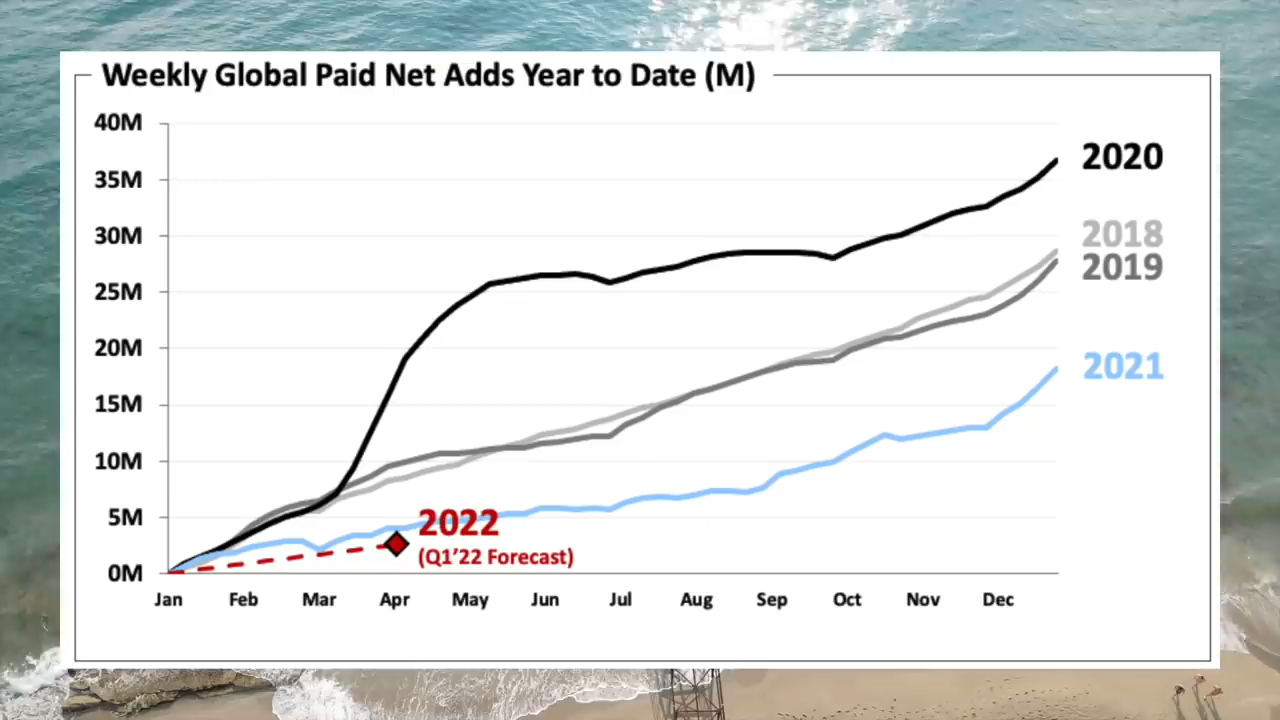 Weekly Global Paid Net Adds Year to Date (M)
40M
35M
30M
25M
20M
15M
10M
5M
0M
2020
2018
2019
2021
2022
(Q1’22 Forecast)
Jan Feb Mar Apr May Jun Jul Aug Sep Oct Nov Dec